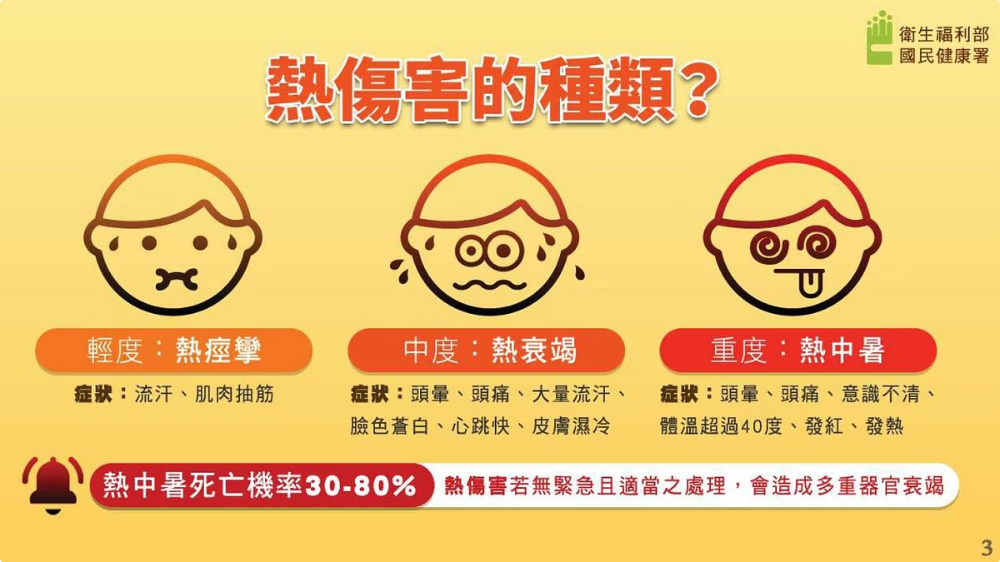 衛生福利部
國民健康署
熱傷害的種類?
輕度：熱痙攣
症狀：流汗、肌肉抽筋
中度：熱衰竭
症狀：頭暈、頭痛、大量流汗、
臉色蒼白、心跳快、皮膚濕冷
重度：熱中暑
症狀：頭暈、頭痛、意識不清、
體溫超過40度、發紅、發熱
熱中暑死亡機率30-80%
熱傷害若無緊急且適當之處理，會造成多重器官衰竭
3